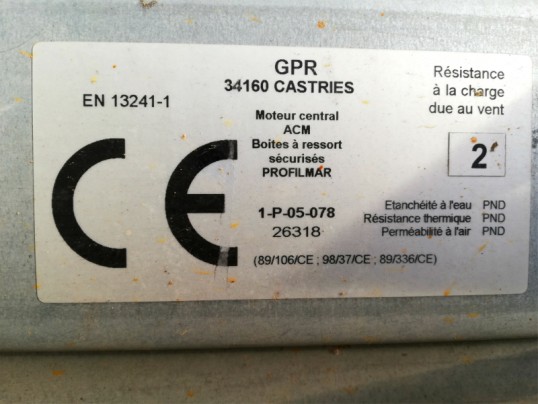 EN 13241-1
CE
GPR
34160 CASTRIES
Moteur central
ACM
Boites à ressort
sécurisés
PROFILMAR
1-P-05-078
26318
(89/106/CE ; 98/37/CE ; 89/336/CE)
Résistance
à la charge
due au vent
2
Etanchéité à l'eau PND
Résistance thermique PND
Perméabilité à l'air PND